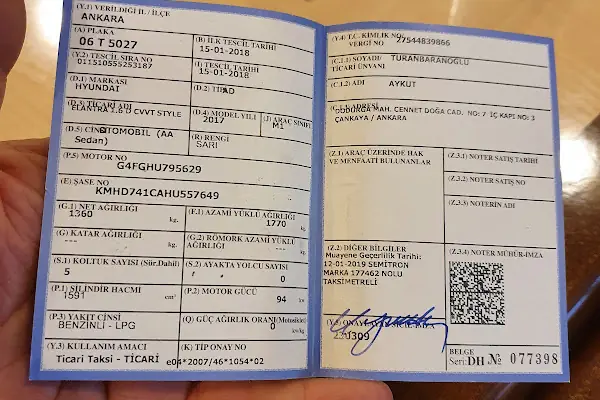 (Y.1) VERİLDİĞİ İL / İLÇE
ANKARA
(A) PLAKA
06 T 5027
(B) İLK TESCİL TARİHİ
15-01-2018
(Y.2) TESCİL SIRA NO
011510555253187
(I) TESCİL TARİHİ
15-01-2018
(D.1) MARKASI
HYUNDAI
(D.2) TİPİ
AD
(D.3) TİCARİ ADI
ELANTRA 1.6 D CVVT STYLE
(D.4) MODEL YILI
2017
(J) ARAÇ SINIFI
M1
(D.5) CİNSİ
OTOMOBİL (AA Sedan)
(R) RENGİ
SARI
(P.5) MOTOR NO
G4FGHU795629
(E) ŞASE NO
KMHD741CAHU557649
(G.1) NET AĞIRLIĞI
1360 kg.
(F.1) AZAMİ YÜKLÜ AĞIRLIĞI
1770 kg.
(G) KATAR AĞIRLIĞI
--- kg.
(G.2) RÖMORK AZAMİ YÜKLÜ AĞIRLIĞI
--- kg.
(S.1) KOLTUK SAYISI (Sür.Dahil)
5
(S.2) AYAKTA YOLCU SAYISI
0
(P.1) SİLİNDİR HACMİ
1591 cm³
(P.2) MOTOR GÜCÜ
94 kw
(P.3) YAKIT CİNSİ
BENZİNLİ - LPG
(Q) GÜÇ AĞIRLIK ORANI(Motosiklet)
0 kw/kg
(Y.3) KULLANIM AMACI
Ticari Taksi - TİCARİ
(K) TİP ONAY NO
e04*2007/46*1054*02
(Y.4) T.C. KİMLİK NO/
VERGİ NO
27544839866
(C.1.1) SOYADI/
TİCARİ ÜNVANI
TURANBARANOĞLU
(C.1.2) ADI
AYKUT
(C.1.3) ADRESİ
MAH. CENNET DOĞA CAD. NO: 7 İÇ KAPI NO: 3
ÇANKAYA / ANKARA
(Z.1) ARAÇ ÜZERİNDE HAK
VE MENFAATİ BULUNANLAR
(Z.3.1) NOTER SATIŞ TARİHİ
(Z.3.2) NOTER SATIŞ NO
(Z.3.3) NOTERİN ADI
(Z.2) DİĞER BİLGİLER
Muayene Geçerlilik Tarihi:
12-01-2019 SEMİTRON
MARKA 177462 NOLU
TAKSİMETRELİ
(Z.3.4) NOTER MÜHÜR-İMZA
BELGE
Seri: DH № 077398